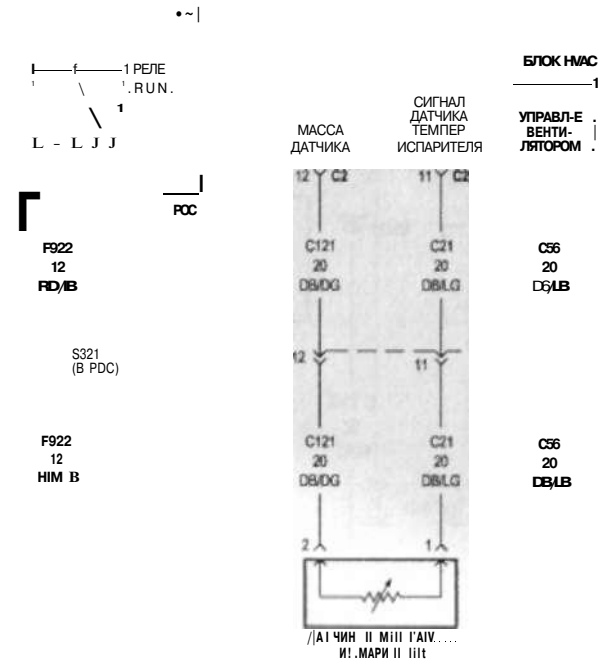 РЕЛЕ
.RUN.
БЛОК HVAC
УПРАВЛ-Е
ВЕНТИ-
ЛЯТОРОМ
МАССА
ДАТЧИКА
СИГНАЛ
ДАТЧИКА
ТЕМПЕР
ИСПАРИТЕЛЯ
12 C2
11 C2
POC
F922
12
C121
20
DB/DG
C21
20
DB/LG
C56
20
12
11
S321
(В PDC)
F922
12
C121
20
DB/DG
C21
20
DB/LG
C56
20
DB/LB
2
1